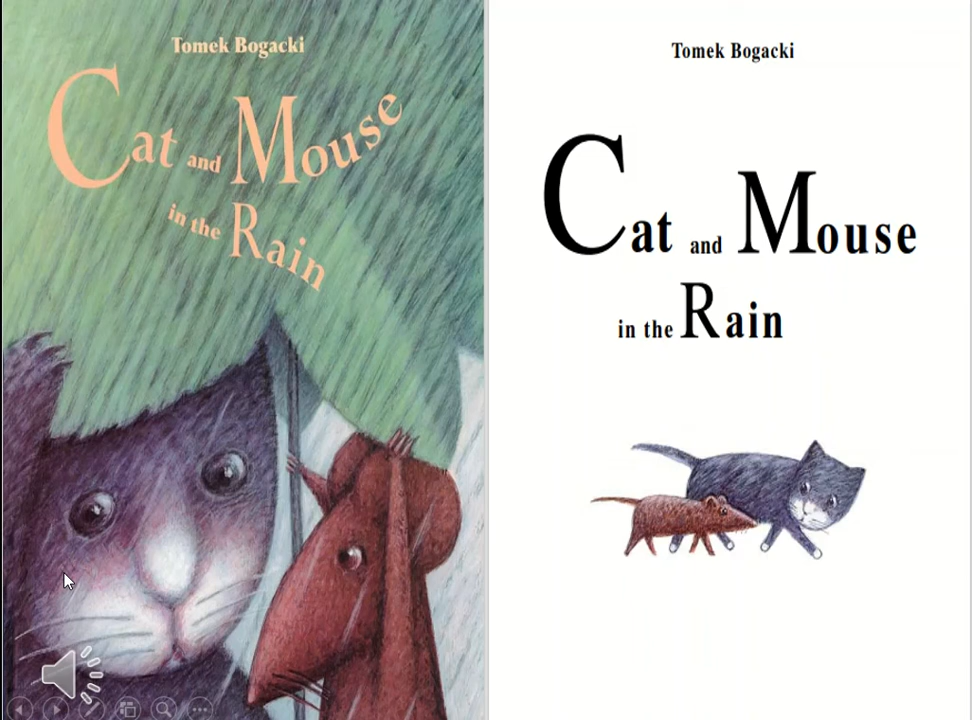 Tomek Bogacki
Cat and Mouse
in the Rain
Tomek Bogacki
Cat and Mouse
in the Rain